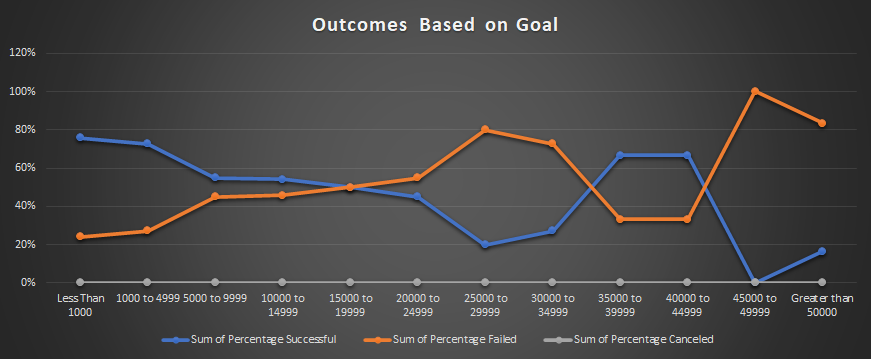 Outcomes Based on Goal
120%
100%
80%
60%
40%
20%
0%
Less Than 1000 to 4999 5000 to 9999 10000 to 15000 to 20000 to 25000 to 30000 to 35000 to 40000 to 45000 to Greater than
1000 14999 19999 24999 29999 34999 39999 44999 49999 50000
Sum of Percentage Successful Sum of Percentage Failed Sum of Percentage Canceled